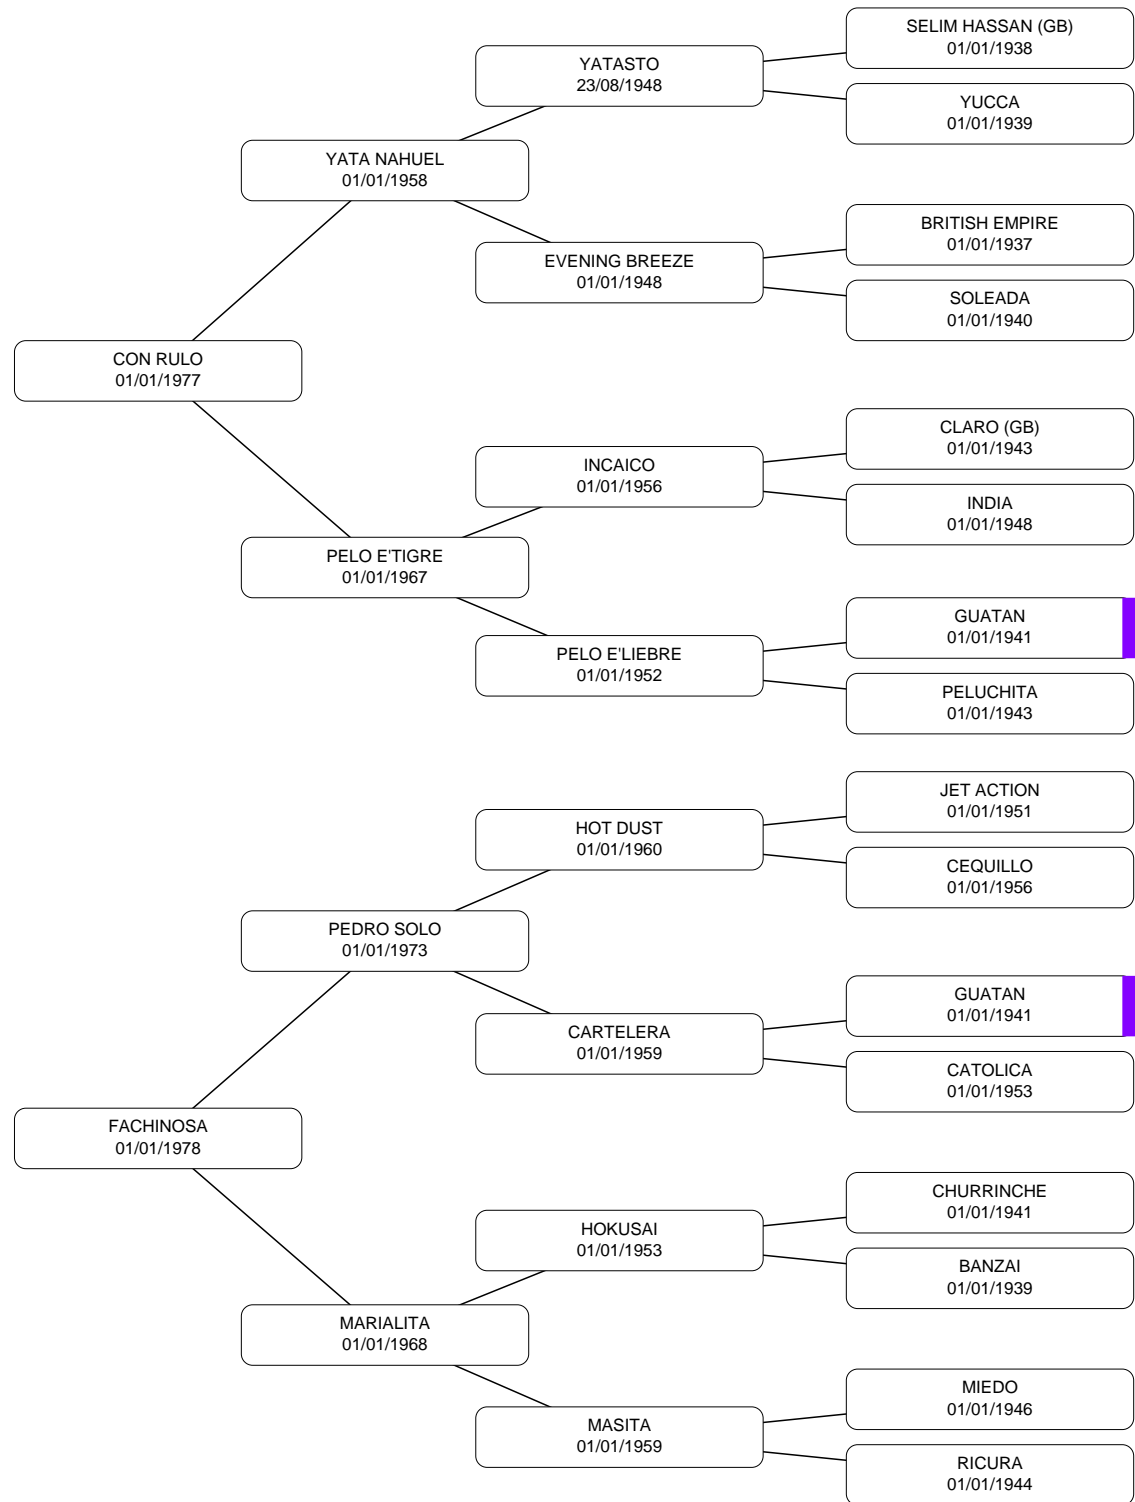 SELIM HASSAN (GB)
01/01/1938
YATASTO
23/08/1948
YUCCA
01/01/1939
YATA NAHUEL
01/01/1958
BRITISH EMPIRE
01/01/1937
EVENING BREEZE
01/01/1948
SOLEADA
01/01/1940
CON RULO
01/01/1977
CLARO (GB)
01/01/1943
INCAICO
01/01/1956
INDIA
01/01/1948
PELO E'TIGRE
01/01/1967
GUATAN
01/01/1941
PELO E'LIEBRE
01/01/1952
PELUCHITA
01/01/1943
JET ACTION
01/01/1951
HOT DUST
01/01/1960
CEQUILLO
01/01/1956
PEDRO SOLO
01/01/1973
GUATAN
01/01/1941
CARTELERA
01/01/1959
CATOLICA
01/01/1953
FACHINOSA
01/01/1978
CHURRINCHE
01/01/1941
HOKUSAI
01/01/1953
BANZAI
01/01/1939
MARIALITA
01/01/1968
MIEDO
01/01/1946
MASITA
01/01/1959
RICURA
01/01/1944